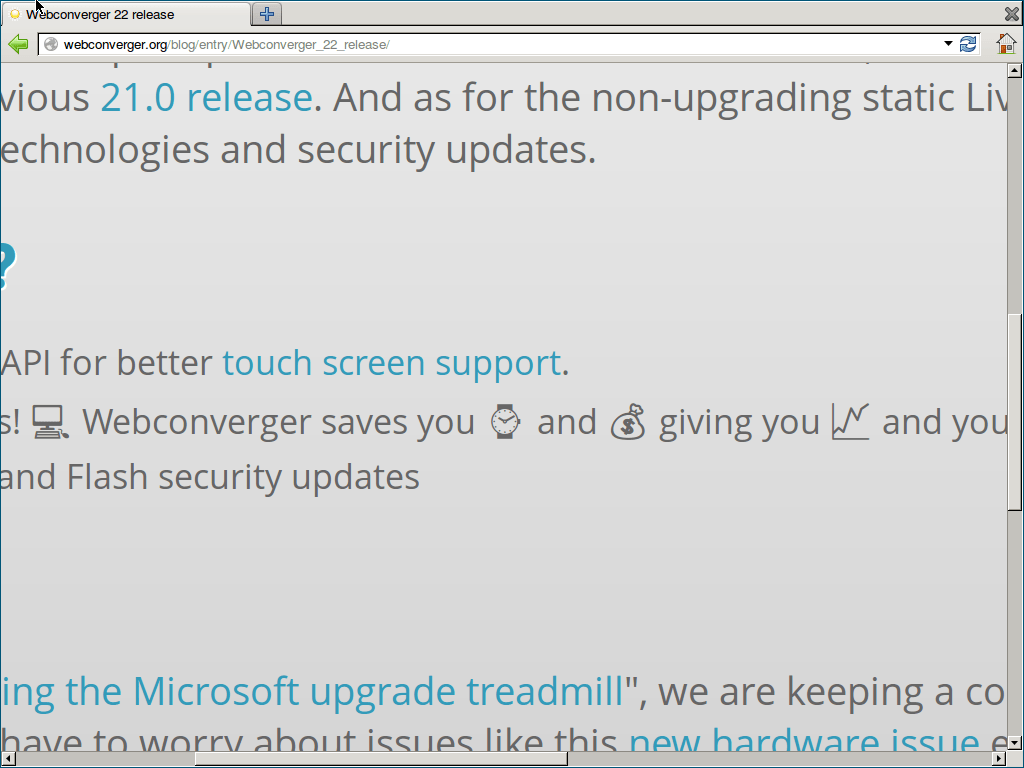 Webconverger 22 release
webconverger.org/blog/entry/Webconverger_22_release/
vious 21.0 release. And as for the non-upgrading static Liv
echnologies and security updates.
?
API for better touch screen support.
s! 💻 Webconverger saves you ⌚ and 💰 giving you 📈 and you
and Flash security updates
ing the Microsoft upgrade treadmill", we are keeping a co
have to worry about issues like this new hardware issue e